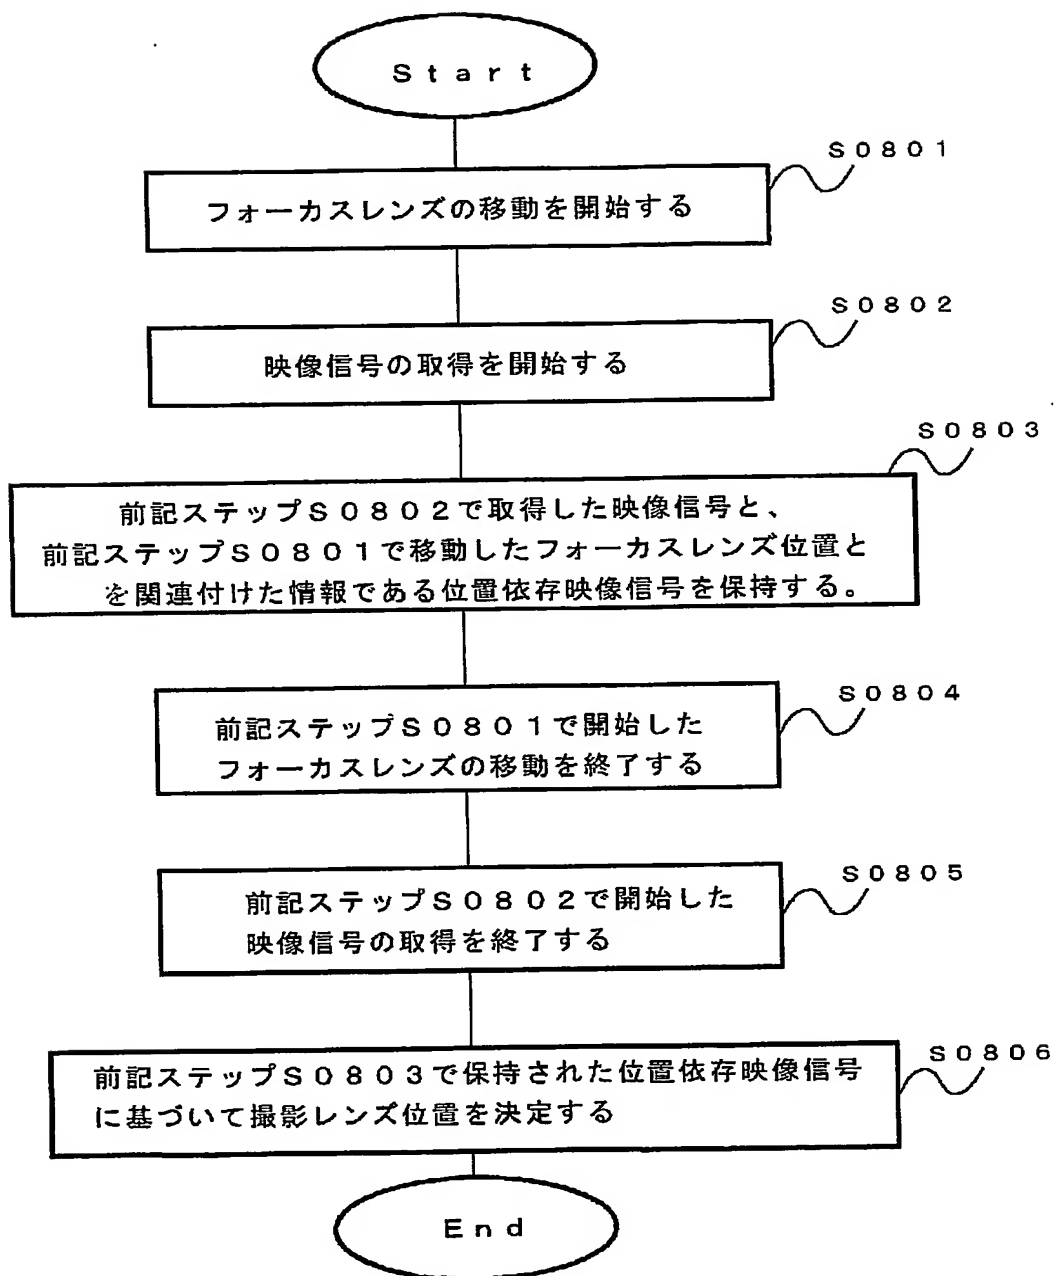 Start
S0801
フォーカスレンズの移動を開始する
S0802
映像信号の取得を開始する
S0803
前記ステップS0802で取得した映像信号と、
前記ステップS0801で移動したフォーカスレンズ位置と
を関連付けた情報である位置依存映像信号を保持する。
S0804
前記ステップS0801で開始した
フォーカスレンズの移動を終了する
S0805
前記ステップS0802で開始した
映像信号の取得を終了する
S0806
前記ステップS0803で保持された位置依存映像信号
に基づいて撮影レンズ位置を決定する
End